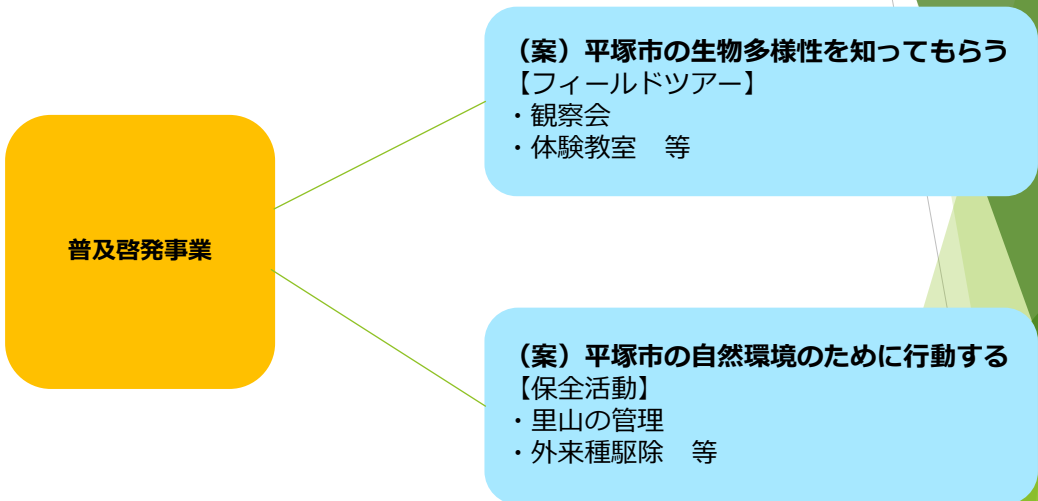 普及啓発事業
（案）平塚市の生物多様性を知ってもらう
【フィールドツアー】
・観察会
・体験教室　等
（案）平塚市の自然環境のために行動する
【保全活動】
・里山の管理
・外来種駆除　等